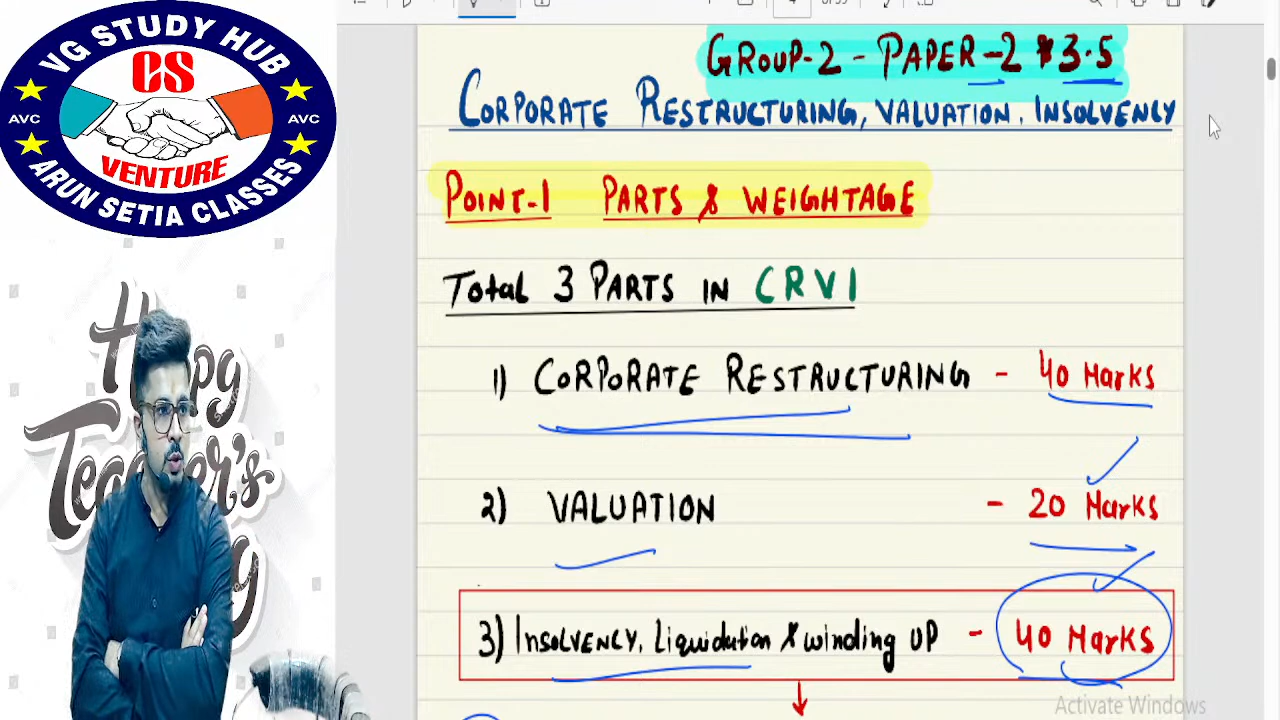 VG STUDY HUB
CS
AVC
AVC
VENTURE
ARUN SETIA CLASSES
GROUP-2 - PAPER-2 * 3.5
CORPORATE RESTRUCTURING, VALUATION. INSOLVENCY
POINT-1 PARTS & WEIGHTAGE
Total 3 PARTS IN CRVI
1) CORPORATE RESTRUCTURING - 40 Marks
2) VALUATION - 20 Marks
3) INSOLVENCY, Liquidation & winding UP - 40 Marks
Activate Windows
Teacher's